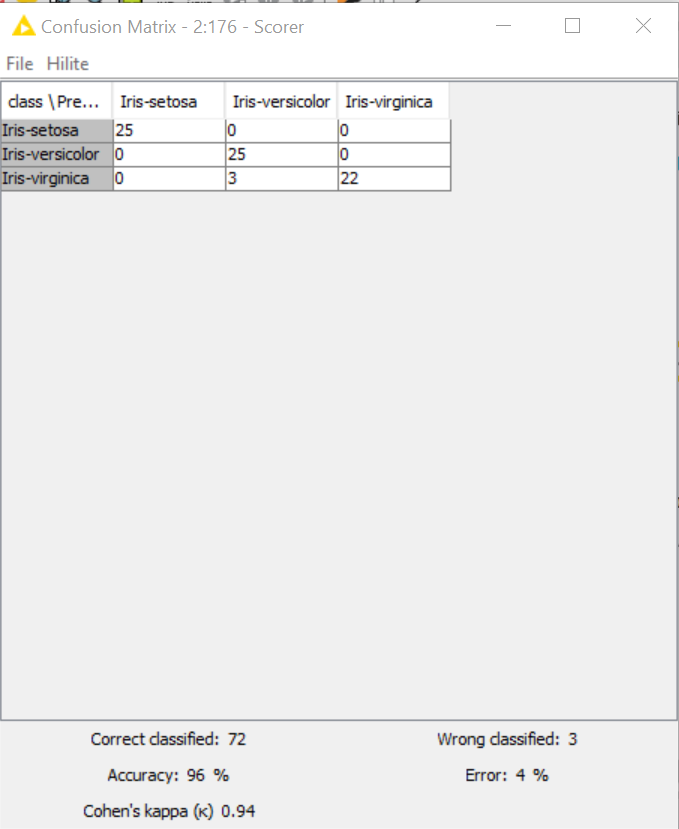 Confusion Matrix - 2:176 - Scorer
File Hilite
class \ Pre... Iris-setosa Iris-versicolor Iris-virginica
Iris-setosa 25 0 0
Iris-versicolor 0 25 0
Iris-virginica 0 3 22
Correct classified: 72 Wrong classified: 3
Accuracy: 96 % Error: 4 %
Cohen's kappa (κ) 0.94